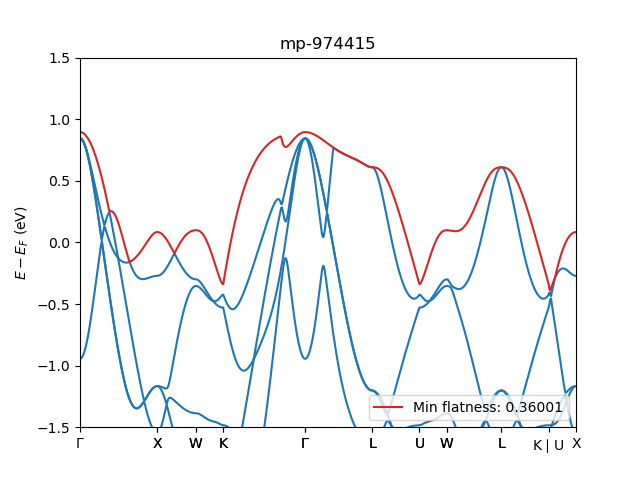 mp-974415
E − E_F (eV)
1.5
1.0
0.5
0.0
−0.5
−1.0
−1.5
Min flatness: 0.36001
Γ X W K Γ L U W L K | U X